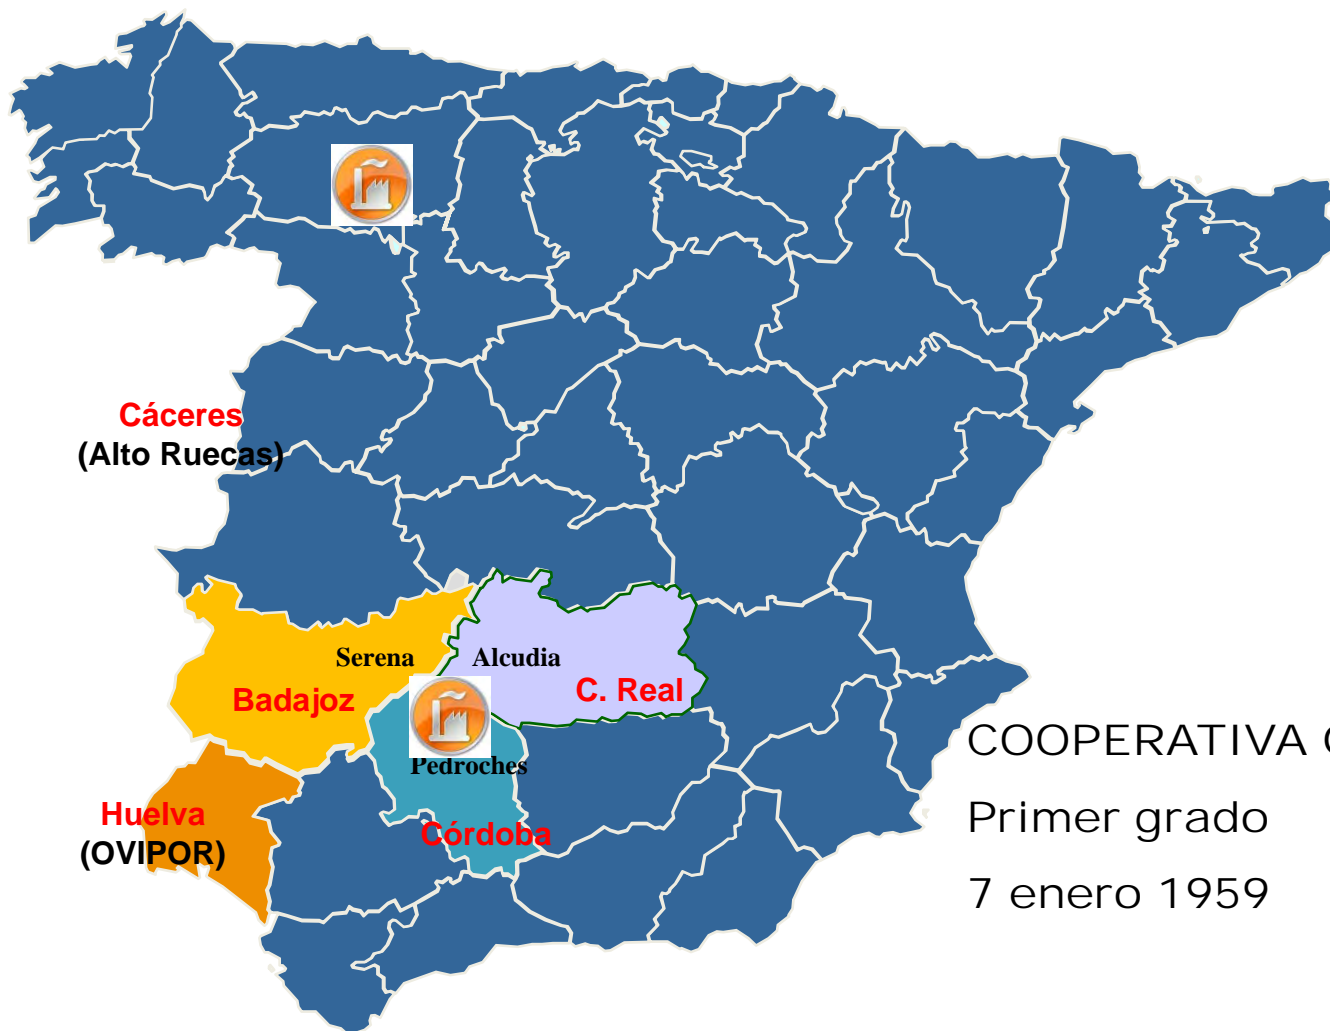 Cáceres
(Alto Ruecas)
Serena
Alcudia
Badajoz
C. Real
Pedroches
Huelva
(OVIPOR)
Córdoba
COOPERATIVA
Primer grado
7 enero 1959